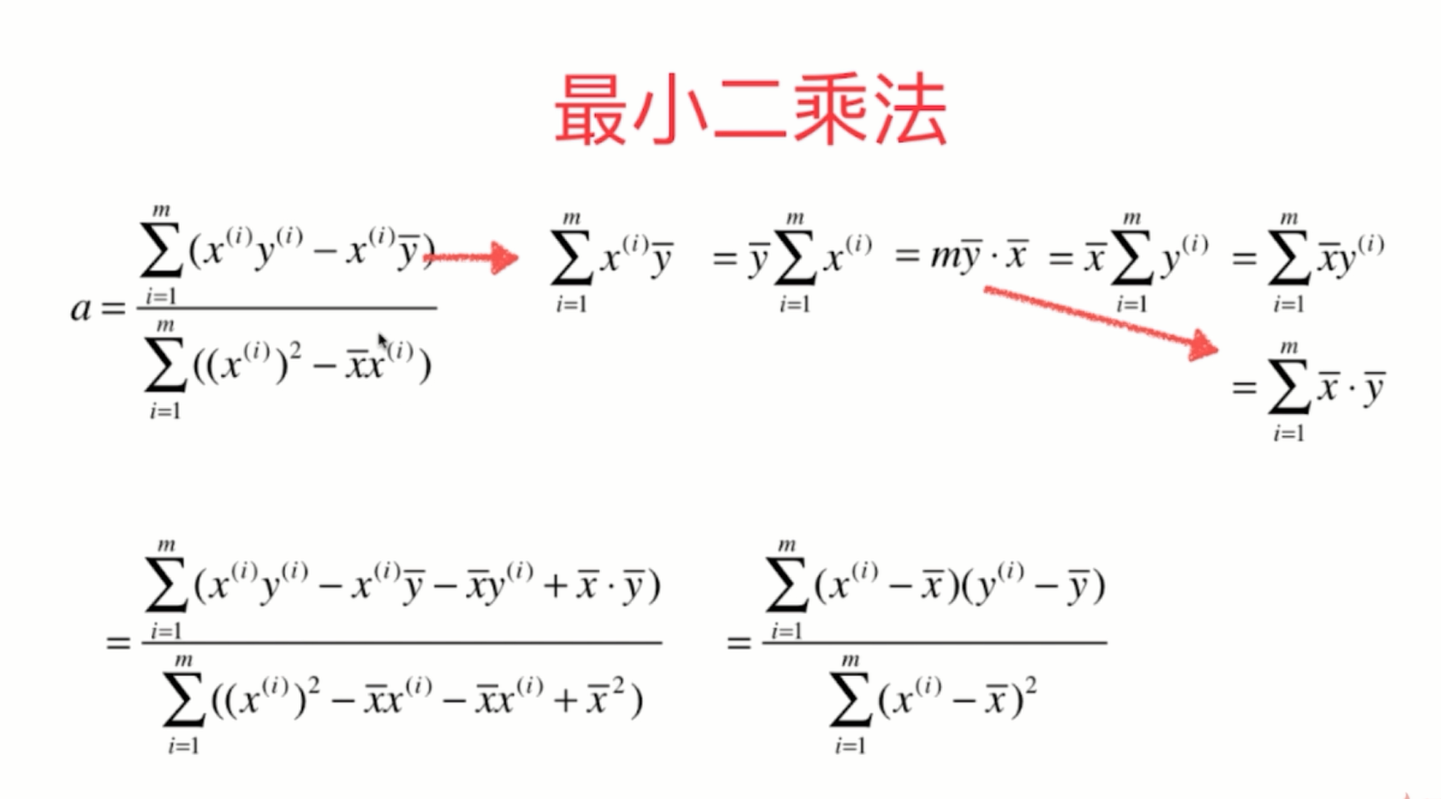 最小二乘法
$a = \frac{\sum_{i=1}^{m}(x^{(i)}y^{(i)} - x^{(i)}\overline{y})}{\sum_{i=1}^{m}((x^{(i)})^2 - \overline{x}x^{(i)})}$
$\sum_{i=1}^{m} x^{(i)}\overline{y} = \overline{y}\sum_{i=1}^{m} x^{(i)} = m\overline{y} \cdot \overline{x} = \overline{x}\sum_{i=1}^{m} y^{(i)} = \sum_{i=1}^{m} \overline{x}y^{(i)}$
$= \sum_{i=1}^{m} \overline{x} \cdot \overline{y}$
$= \frac{\sum_{i=1}^{m}(x^{(i)}y^{(i)} - x^{(i)}\overline{y} - \overline{x}y^{(i)} + \overline{x} \cdot \overline{y})}{\sum_{i=1}^{m}((x^{(i)})^2 - \overline{x}x^{(i)} - \overline{x}x^{(i)} + \overline{x}^2)}$
$= \frac{\sum_{i=1}^{m}(x^{(i)} - \overline{x})(y^{(i)} - \overline{y})}{\sum_{i=1}^{m}(x^{(i)} - \overline{x})^2}$